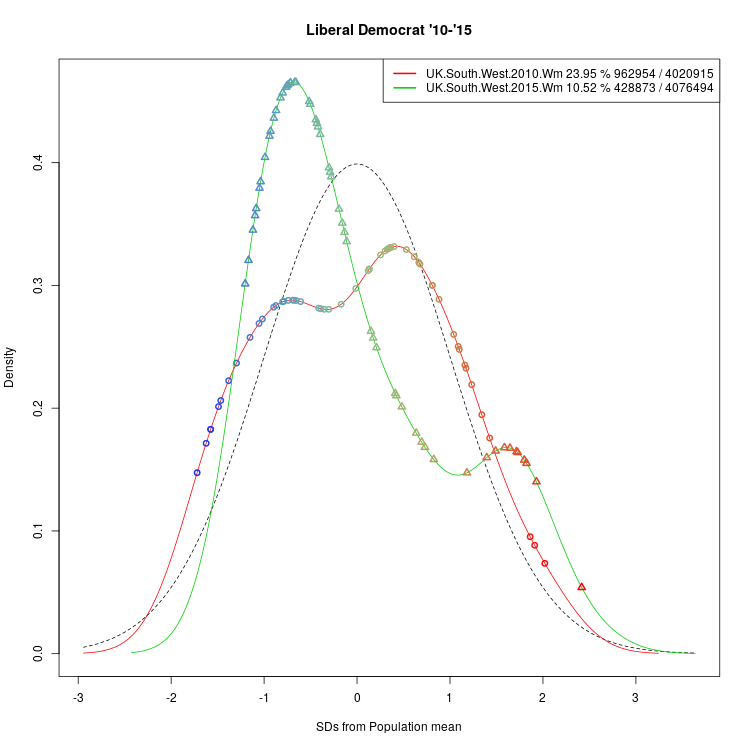 Liberal Democrat '10-'15
UK.South.West.2010.Wm 23.95 % 962954 / 4020915
UK.South.West.2015.Wm 10.52 % 428873 / 4076494
Density
0.4
0.3
0.2
0.1
0.0
-3 -2 -1 0 1 2 3
SDs from Population mean